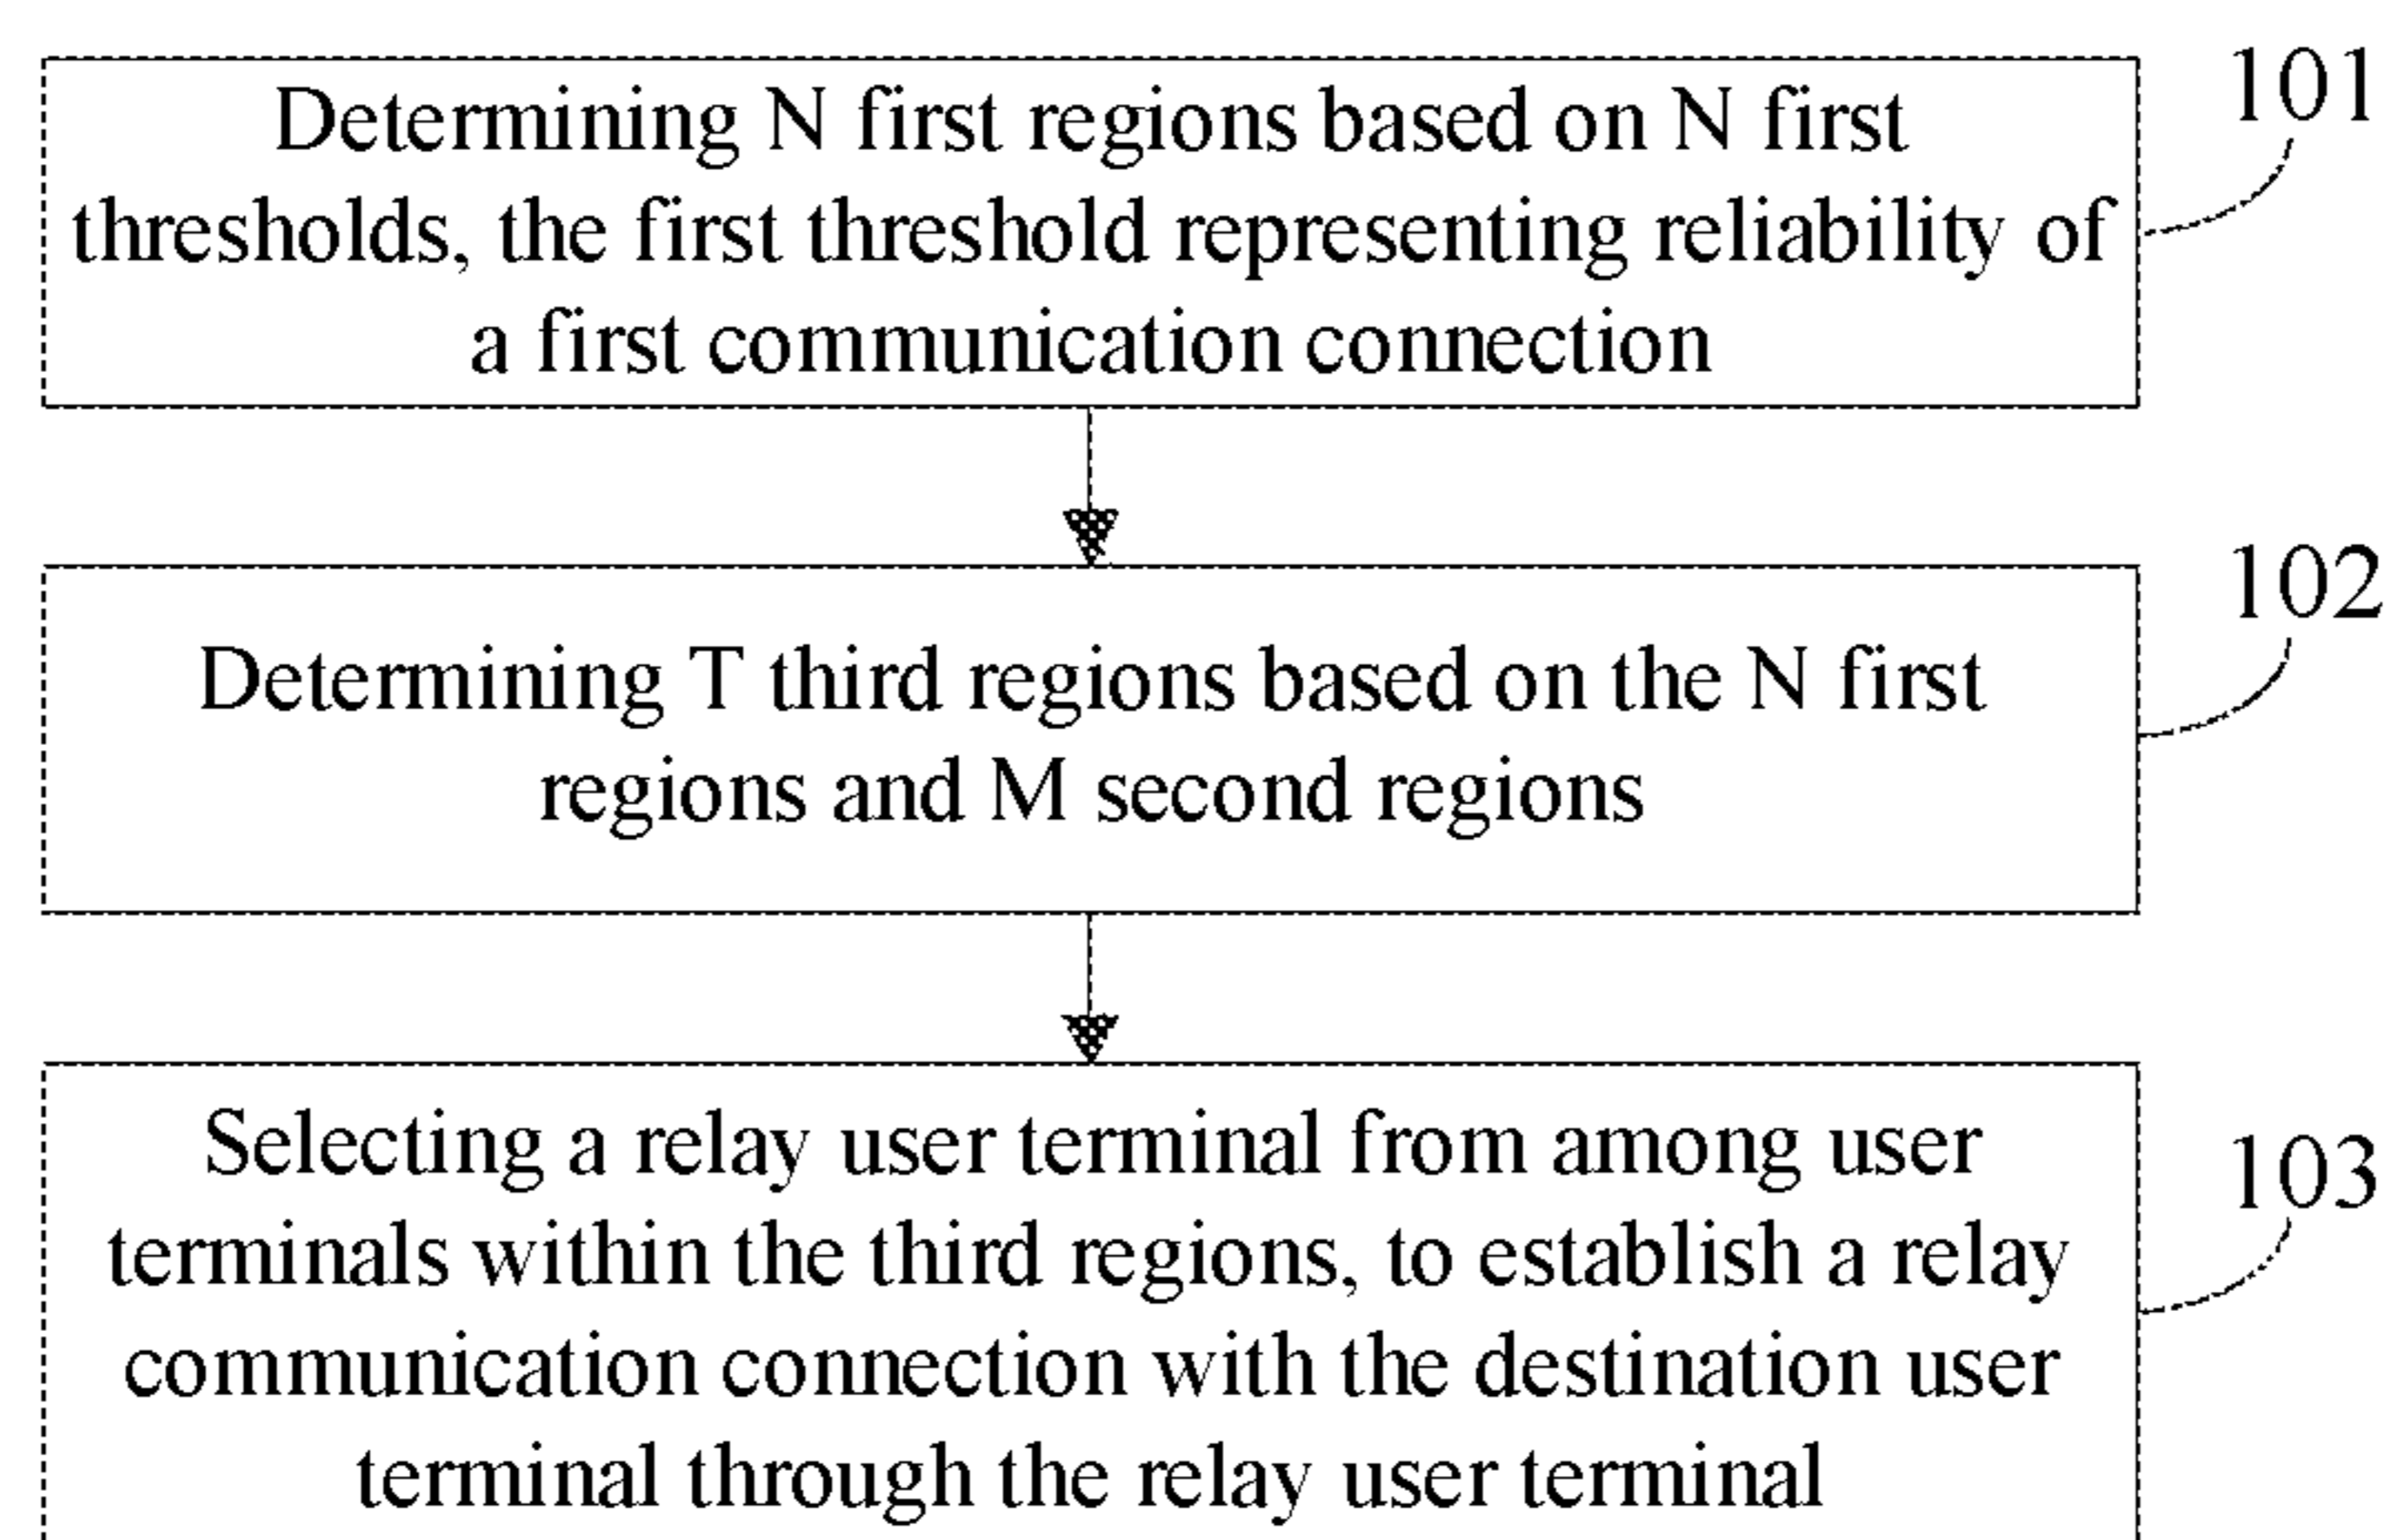 Determining N first regions based on N first
thresholds, the first threshold representing reliability of
a first communication connection
101
Determining T third regions based on the N first
regions and M second regions
102
Selecting a relay user terminal from among user
terminals within the third regions, to establish a relay
communication connection with the destination user
terminal through the relay user terminal
103